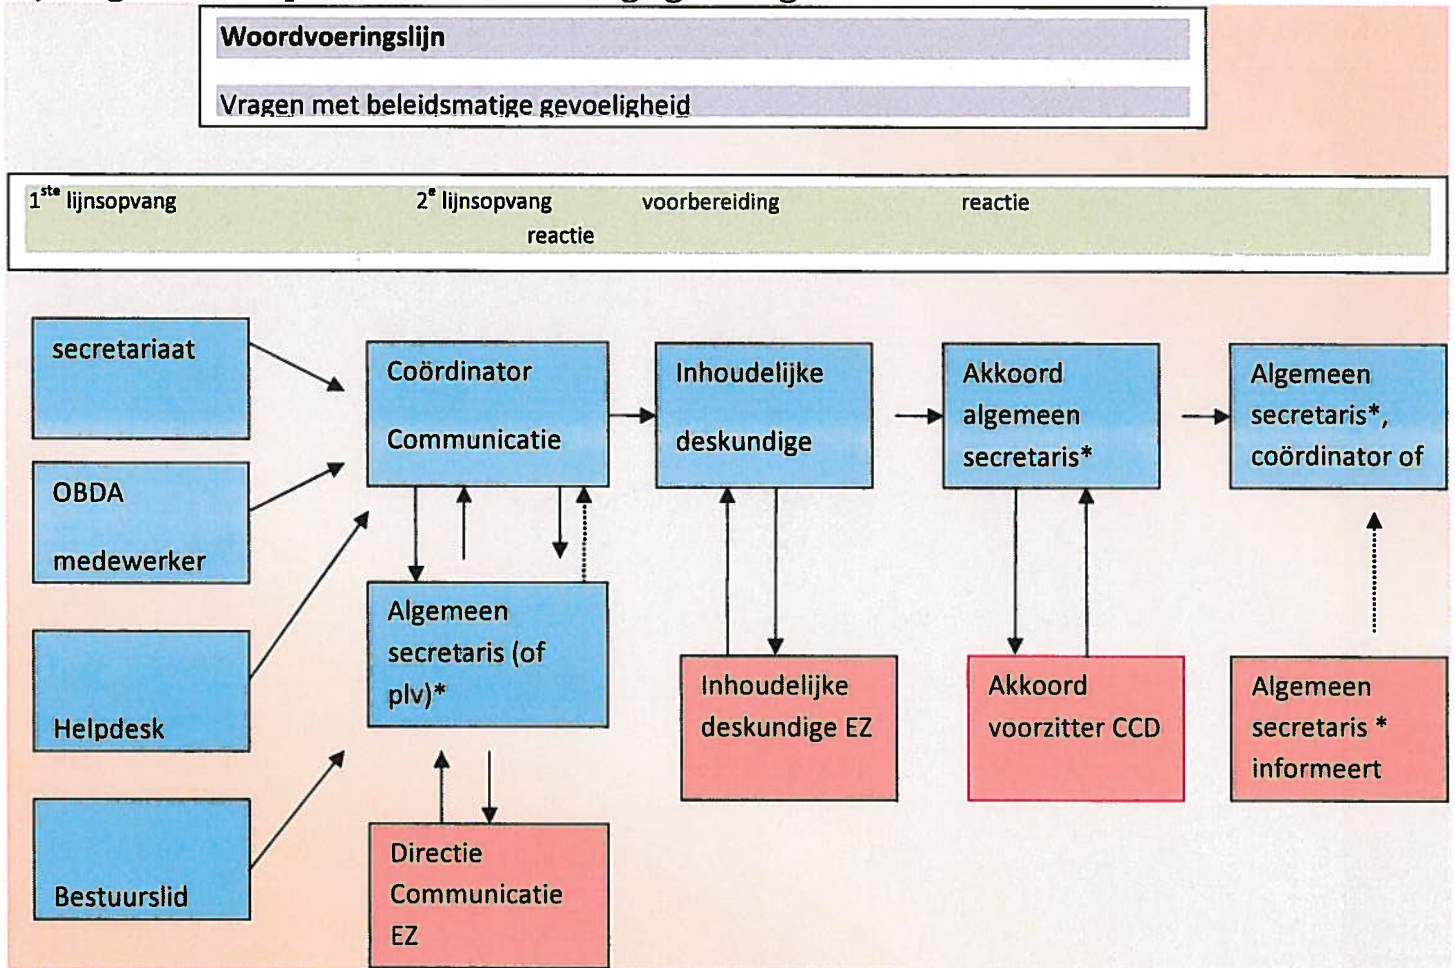 Woordvoeringslijn
Vragen met beleidsmatige gevoeligheid
1ste lijnsopvang 2e lijnsopvang voorbereiding reactie
reactie
secretariaat
OBDA
medewerker
Helpdesk
Bestuurslid
Coördinator
Communicatie
Algemeen
secretaris (of
plv)*
Directie
Communicatie
EZ
Inhoudelijke
deskundige
Inhoudelijke
deskundige EZ
Akkoord
algemeen
secretaris*
Akkoord
voorzitter CCD
Algemeen
secretaris*,
coördinator of
Algemeen
secretaris *
informeert